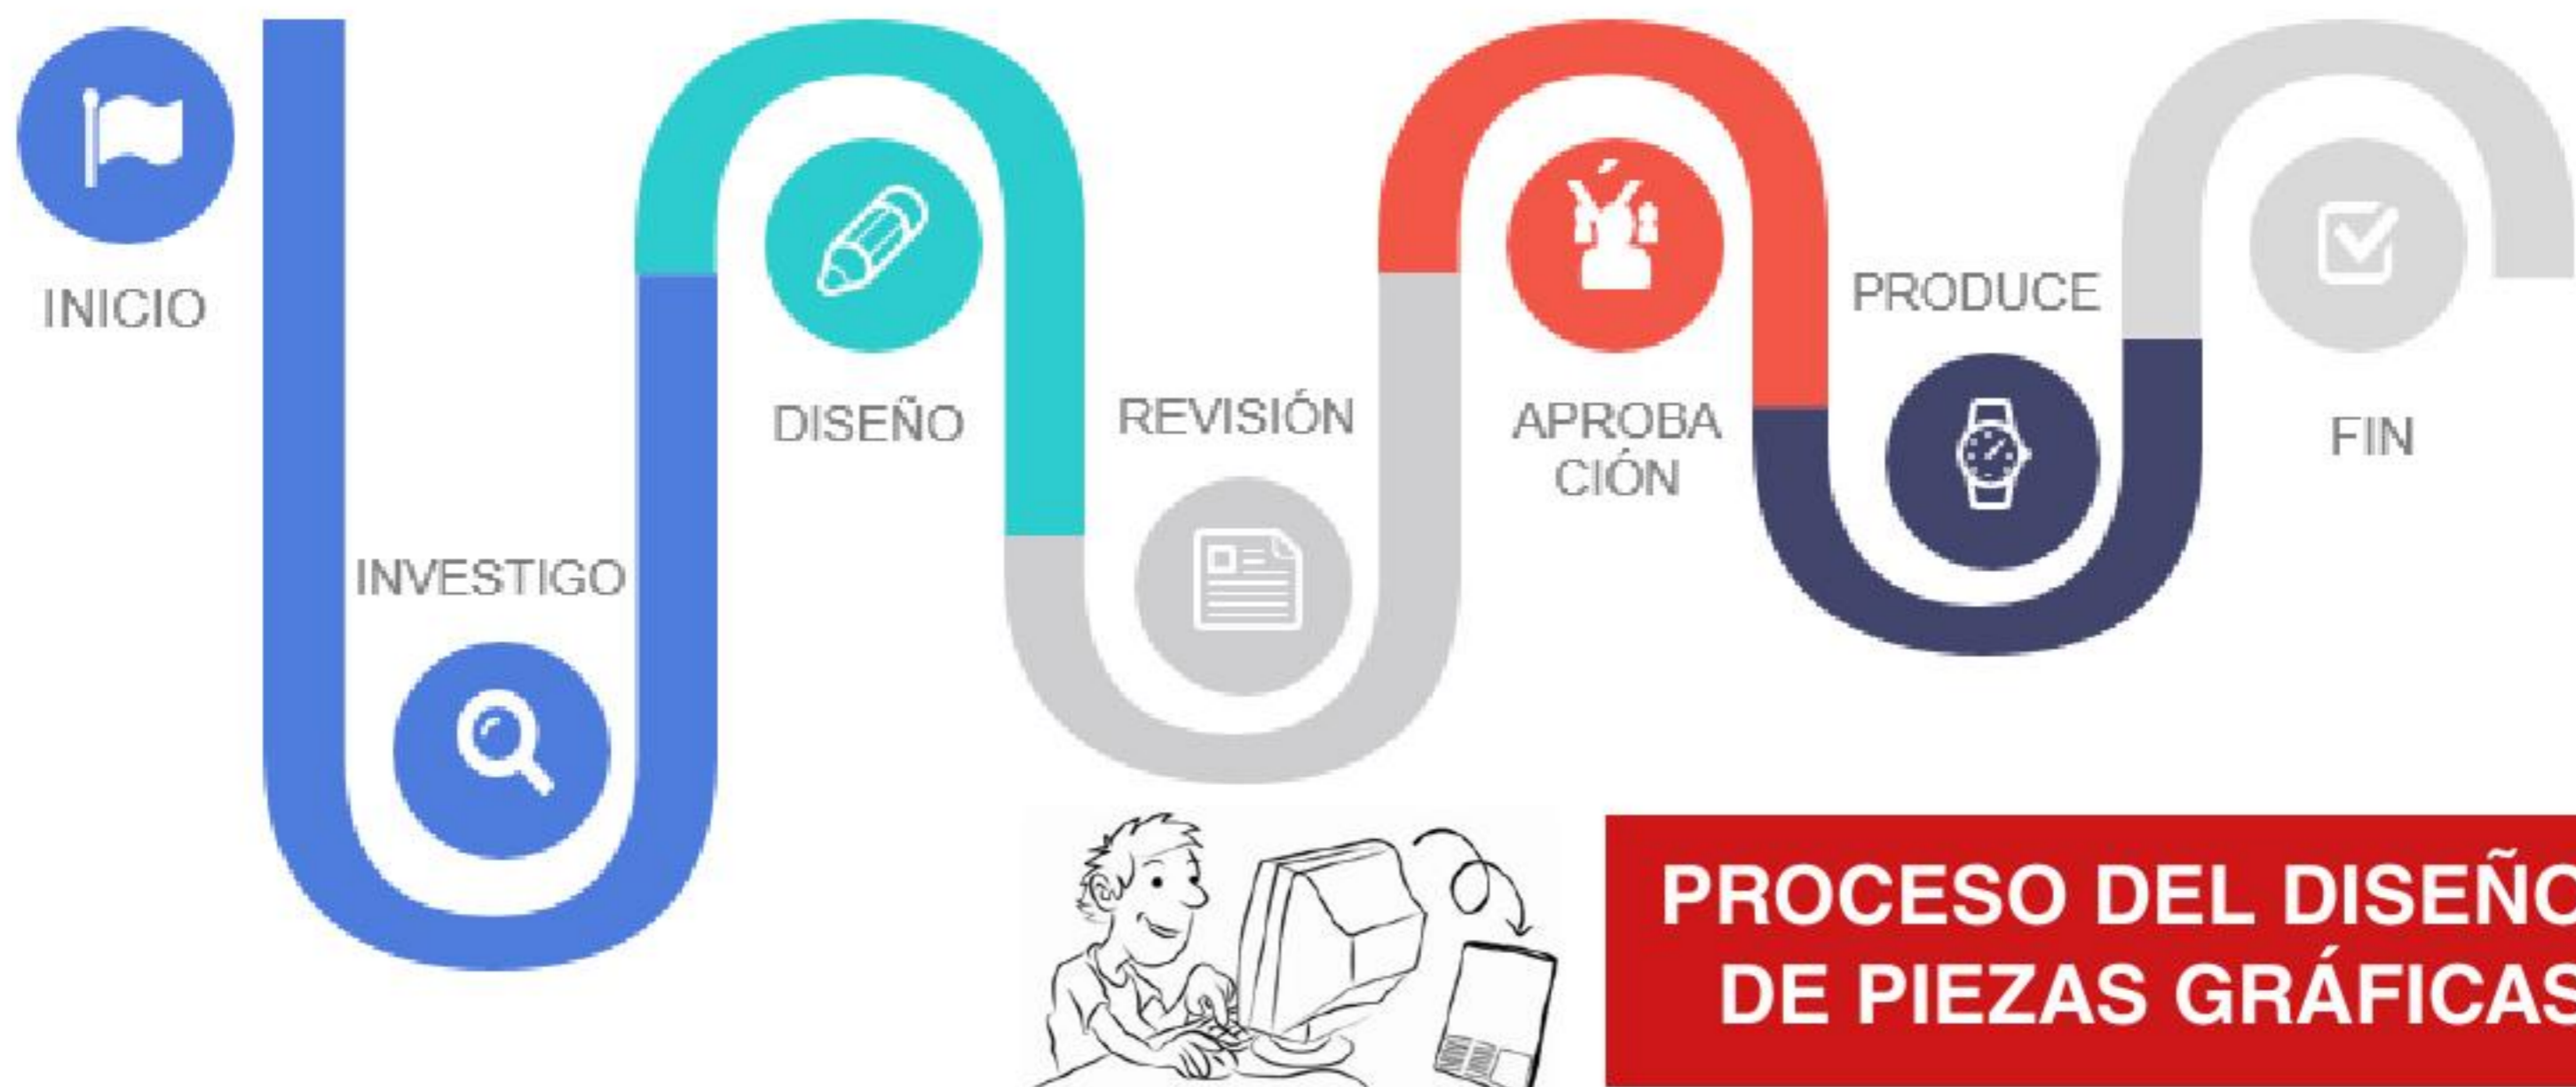 INICIO
INVESTIGO
DISEÑO
REVISIÓN
APROBA
CIÓN
PRODUCE
FIN
PROCESO DEL DISEÑO
DE PIEZAS GRÁFICAS